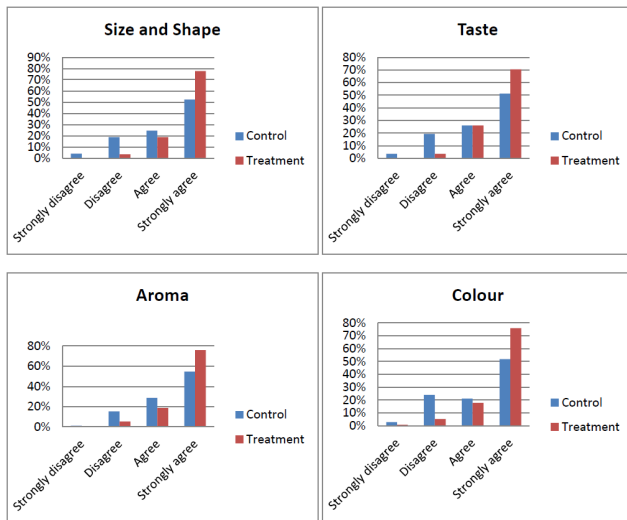 Size and Shape
90%
80%
70%
60%
50%
40%
30%
20%
10%
0%
Control
Treatment
Strongly disagree
Disagree
Agree
Strongly agree
Taste
80%
70%
60%
50%
40%
30%
20%
10%
0%
Control
Treatment
Strongly disagree
Disagree
Agree
Strongly agree
Aroma
80%
60%
40%
20%
0%
Control
Treatment
Strongly disagree
Disagree
Agree
Strongly agree
Colour
80%
70%
60%
50%
40%
30%
20%
10%
0%
Control
Treatment
Strongly disagree
Disagree
Agree
Strongly agree